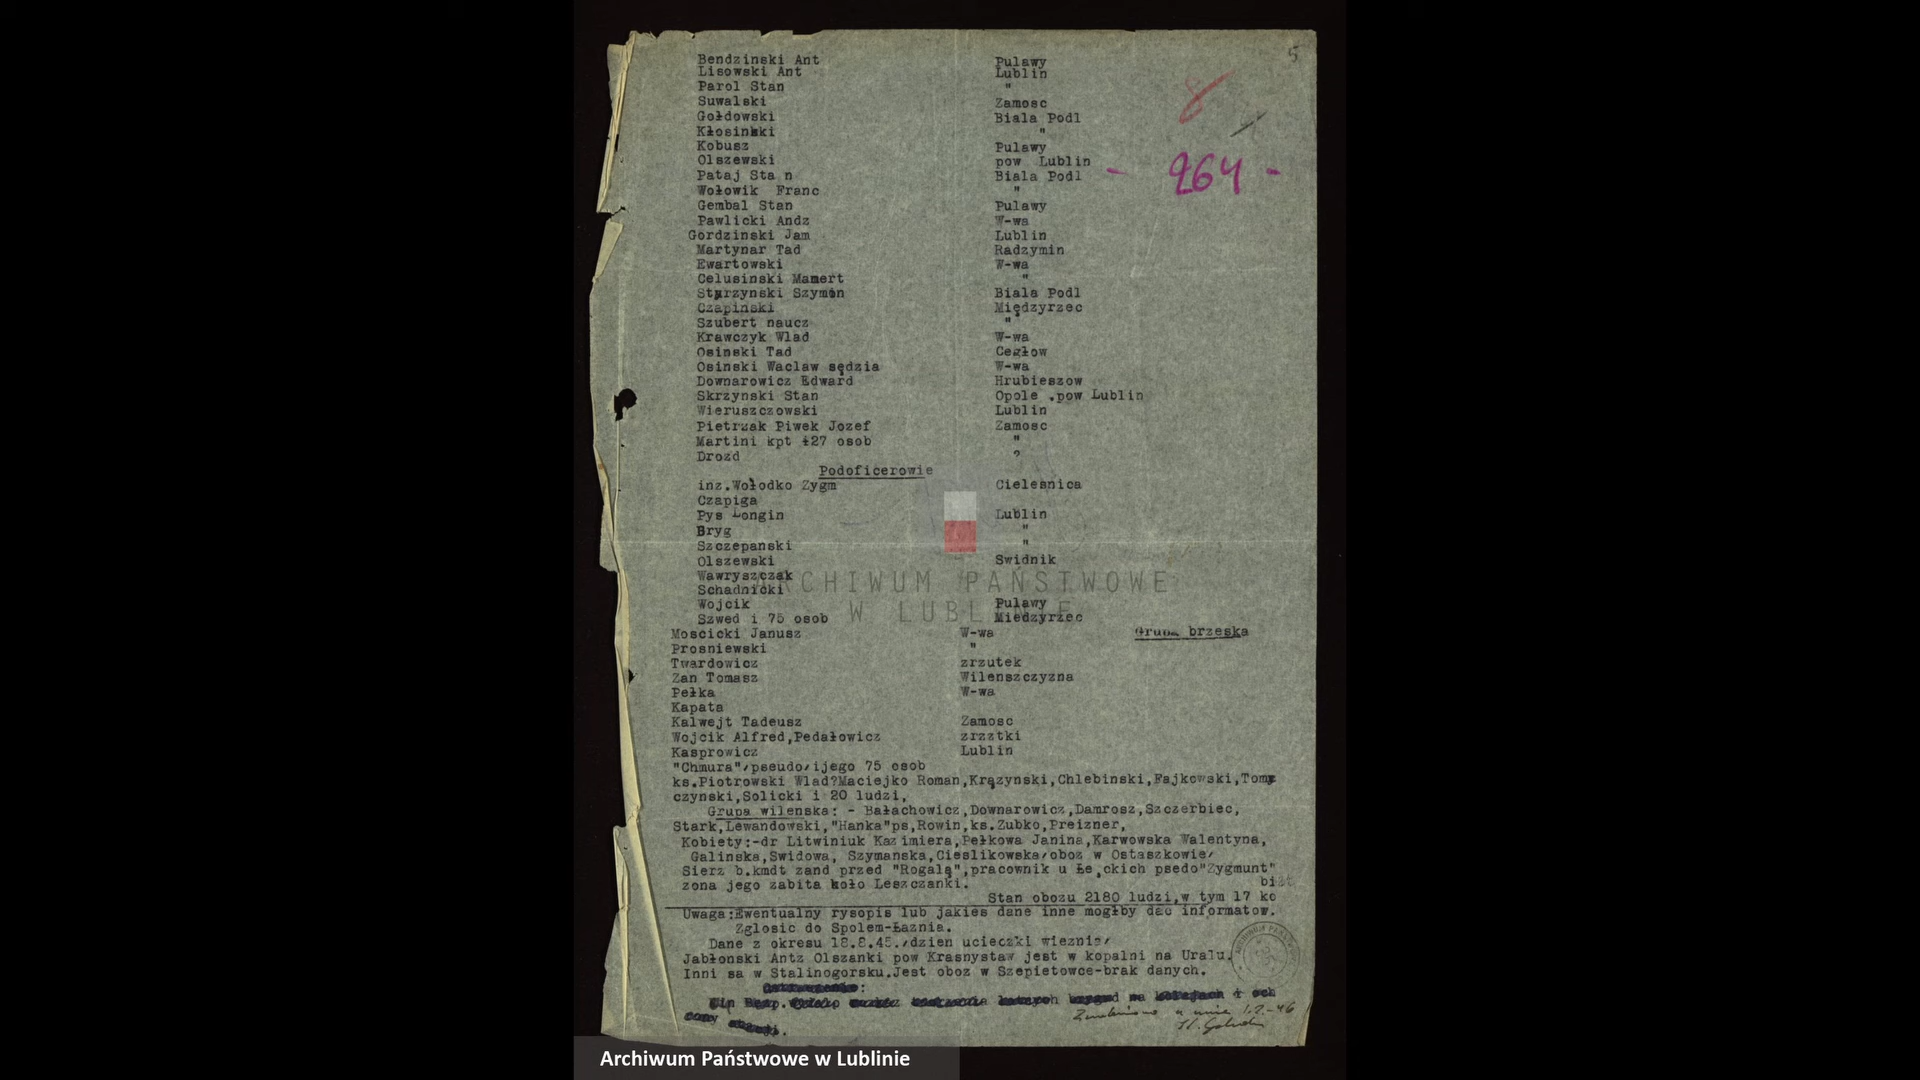 5
Bendzinski Ant Pulawy
Lisowski Ant Lublin
Parol Stan "
8
Suwalski Zamosc
Gołdowski Biala Podl
Kłosinski "
Kobusz Pulawy
Olszewski pow Lublin
- 264 -
Pataj Sta n Biala Podl
Wołowik Franc "
Gembal Stan Pulawy
Pawlicki Andz W-wa
Gordzinski Jam Lublin
Martynar Tad Radzymin
Ewartowski W-wa
Celusinski Mamert "
Starzynski Szymon Biala Podl
Czapinski Międzyrzec
Szubert naucz "
Krawczyk Wlad W-wa
Osinski Tad Cegłow
Osinski Waclaw sędzia W-wa
Downarowicz Edward Hrubieszow
Skrzynski Stan Opole .pow Lublin
Wieruszczowski Lublin
Pietrzak Piwek Jozef Zamosc
Martini kpt i27 osob "
Drozd ?
Podoficerowie
inz.Wołodko Zygm Cielesnica
Czapiga
Pys Longin Lublin
Bryg "
Szczepanski "
Olszewski Swidnik
Wawryszczak
Schadnicki
ARCHIWUM PAŃSTWOWE
W LUBLINIE
Wojcik Pulawy
Szwed i 75 osob Miedzyrzec
Moscicki Janusz W-wa Grupa brzeska
Prosniewski "
Twardowicz zrzutek
Zan Tomasz Wilenszczyzna
Pełka W-wa
Kapata
Kalwejt Tadeusz Zamosc
Wojcik Alfred,Pedałowicz zrzztki
Kasprowicz Lublin
"Chmura"/pseudo/ijego 75 osob
ks.Piotrowski Wlad?Maciejko Roman,Krązynski,Chlebinski,Fajkowski,Tomy
czynski,Solicki i 20 ludzi,
Grupa wilenska: - Bałachowicz,Downarowicz,Damrosz,Szczerbiec,
Stark,Lewandowski,"Hanka"ps,Rowin,ks.Zubko,Preizner,
Kobiety:-dr Litwiniuk Kazimiera,Pełkowa Janina,Karwowska Walentyna,
Galinska,Swidowa, Szymanska,Cieslikowska/oboz w Ostaszkowie/
Sierz b.kmdt zand przed "Rogalą",pracownik u Łe,ckich psedo"Zygmunt"
zona jego zabita koło Leszczanki. biet
Stan obozu 2180 ludzi,w tym 17 ko
Uwaga:Ewentualny rysopis lub jakies dane inne mogłby dac informatow.
Zglosic do Spolem-Łaznia.
Dane z okresu 18.8.45./dzien ucieczki wieznia/
Jabłonski Antz Olszanki pow Krasnystaw jest w kopalni na Uralu.
Inni sa w Stalinogorsku.Jest oboz w Szepietowce-brak danych.
Archiwum Państwowe w Lublinie